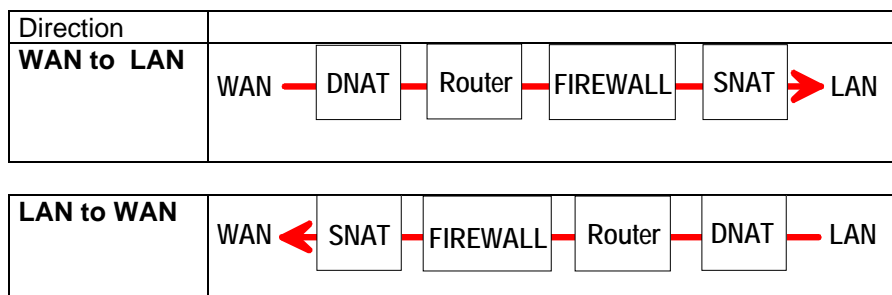 Direction
WAN to LAN
WAN DNAT Router FIREWALL SNAT LAN
LAN to WAN
WAN SNAT FIREWALL Router DNAT LAN